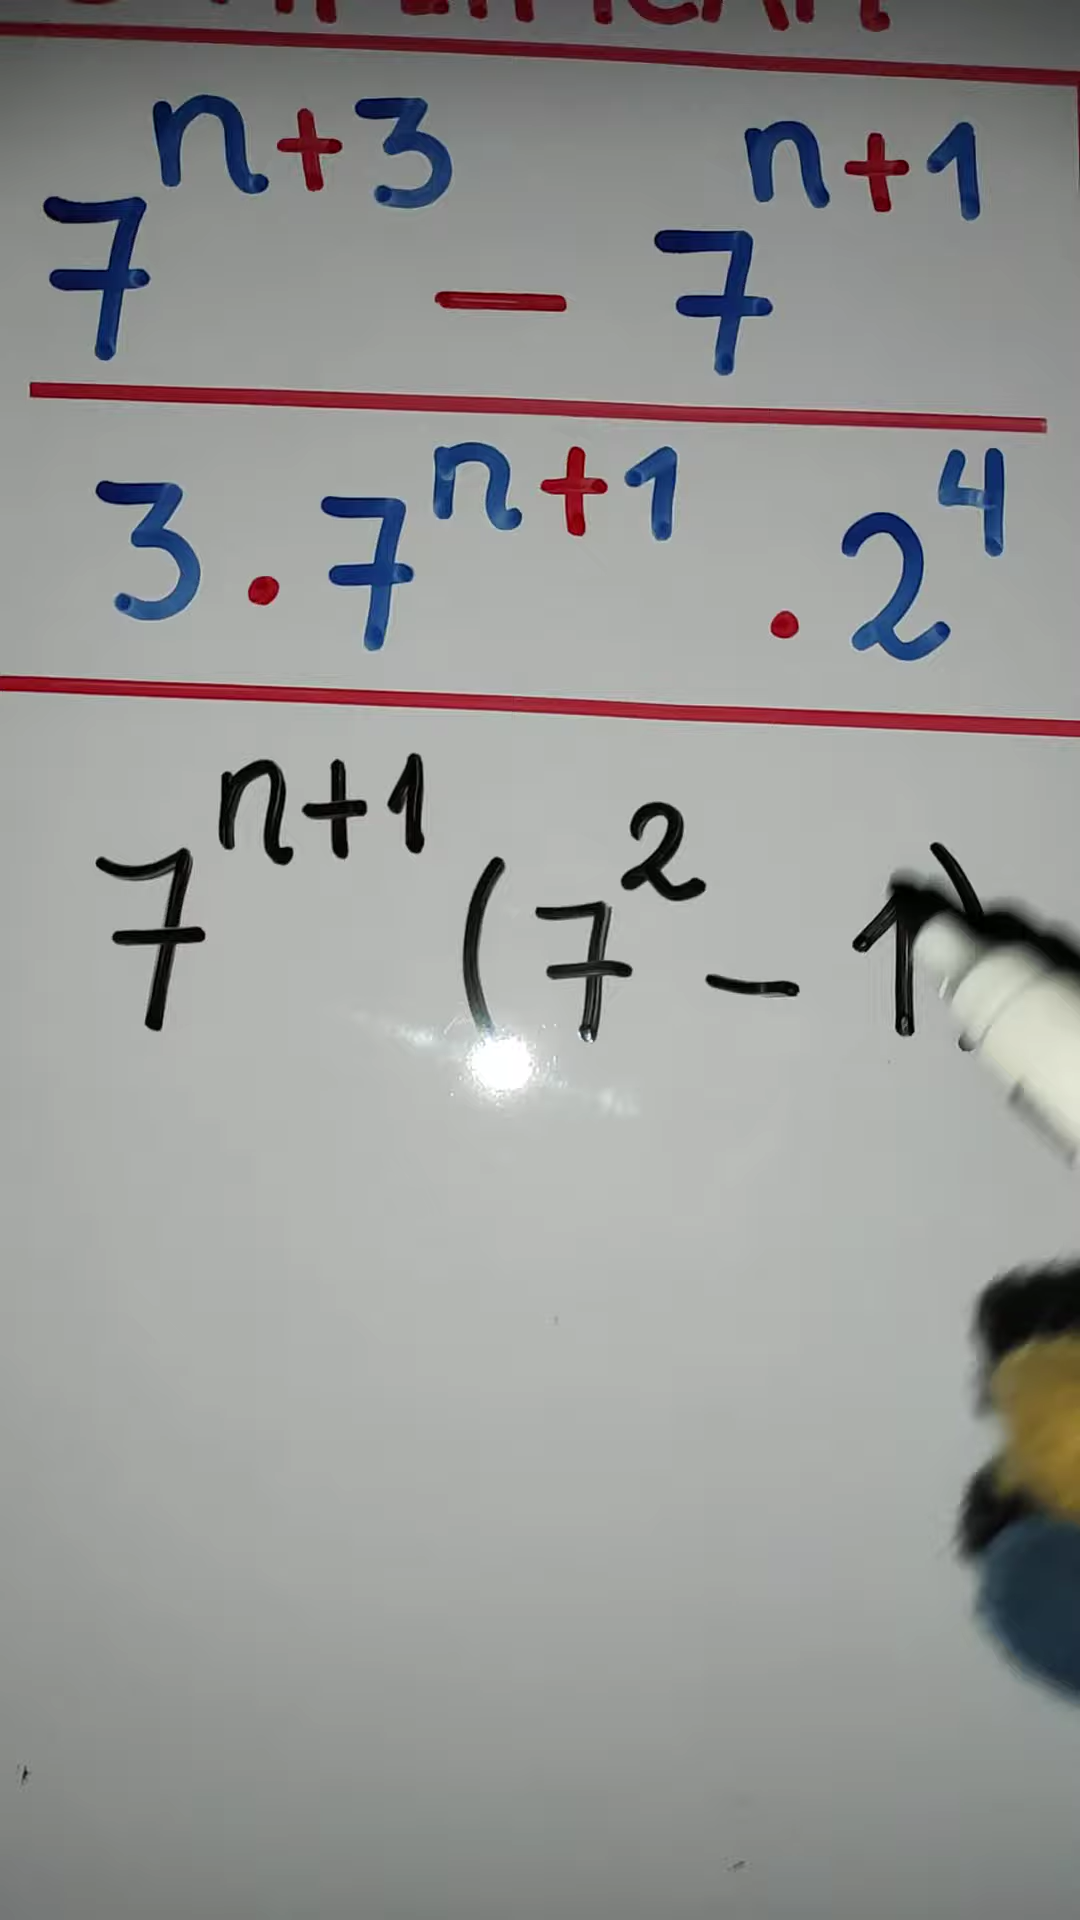 7^{n+3} - 7^{n+1}
3 . 7^{n+1} . 2^4
7^{n+1} (7^2 - 1)